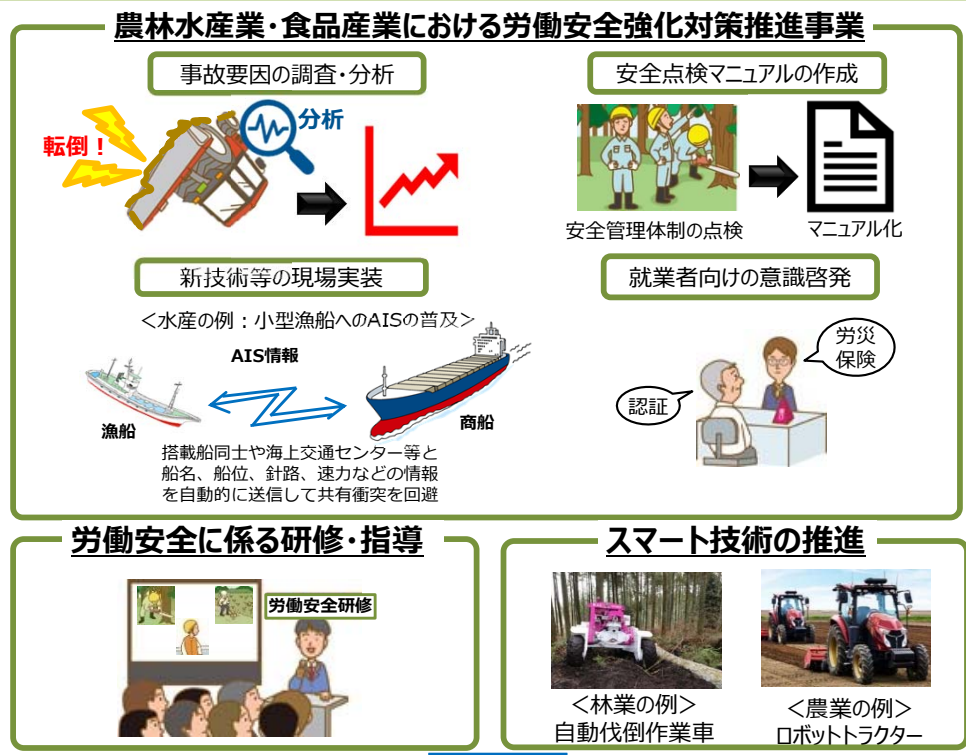 農林水産業・食品産業における労働安全強化対策推進事業
事故要因の調査・分析
転倒！
分析
安全点検マニュアルの作成
安全管理体制の点検
マニュアル化
新技術等の現場実装
＜水産の例：小型漁船へのAISの普及＞
AIS情報
漁船
商船
搭載船同士や海上交通センター等と
船名、船位、針路、速力などの情報
を自動的に送信して共有衝突を回避
就業者向けの意識啓発
労災
保険
認証
労働安全に係る研修・指導
労働安全研修
スマート技術の推進
＜林業の例＞
自動伐倒作業車
＜農業の例＞
ロボットトラクター